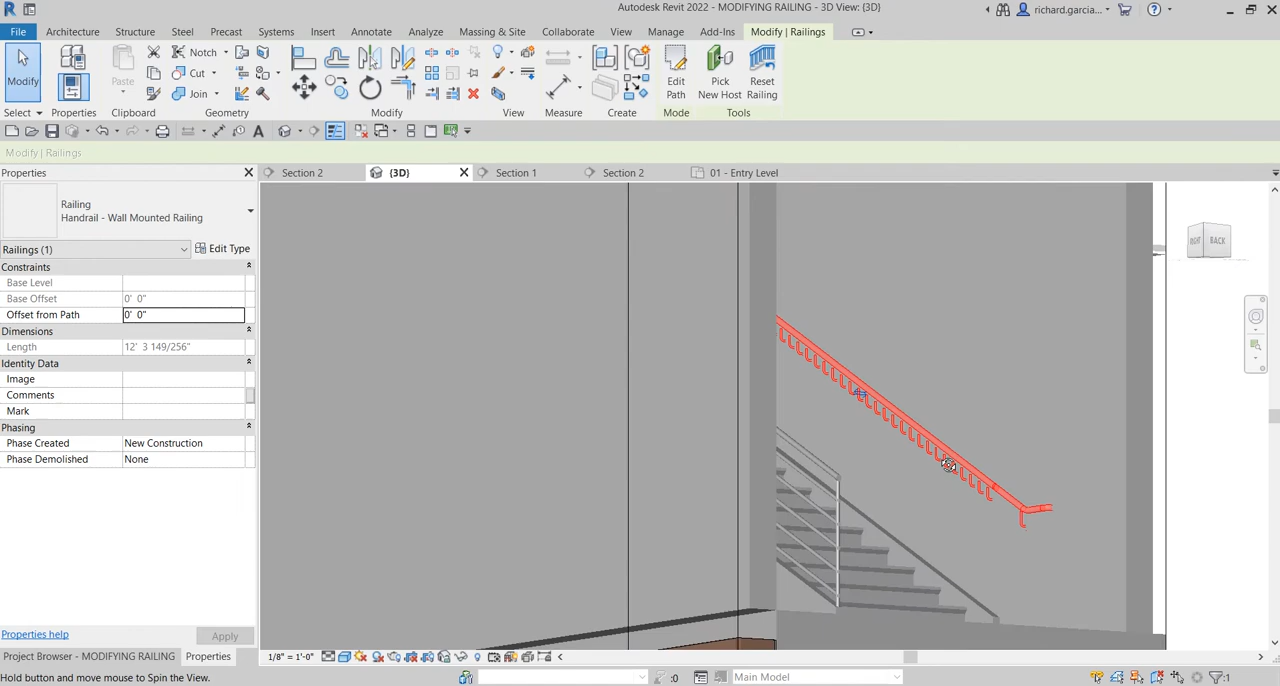 Autodesk Revit 2022 - MODIFYING RAILING - 3D View: {3D}
richard.garcia...
File Architecture Structure Steel Precast Systems Insert Annotate Analyze Massing & Site Collaborate View Manage Add-Ins Modify | Railings
Modify
Paste
Notch
Cut
Join
Edit
Path
Pick
New Host
Reset
Railing
Select Properties Clipboard Geometry Modify View Measure Create Mode Tools
Modify | Railings
Properties
Section 2
{3D}
Section 1
Section 2
01 - Entry Level
Railing
Handrail - Wall Mounted Railing
Railings (1)
Edit Type
Constraints
Base Level
Base Offset 0' 0"
Offset from Path 0' 0"
Dimensions
Length 12' 3 149/256"
Identity Data
Image
Comments
Mark
Phasing
Phase Created New Construction
Phase Demolished None
RIGHT BACK
Properties help
Apply
Project Browser - MODIFYING RAILING
Properties
1/8" = 1'-0"
Hold button and move mouse to Spin the View.
:0
Main Model
:1